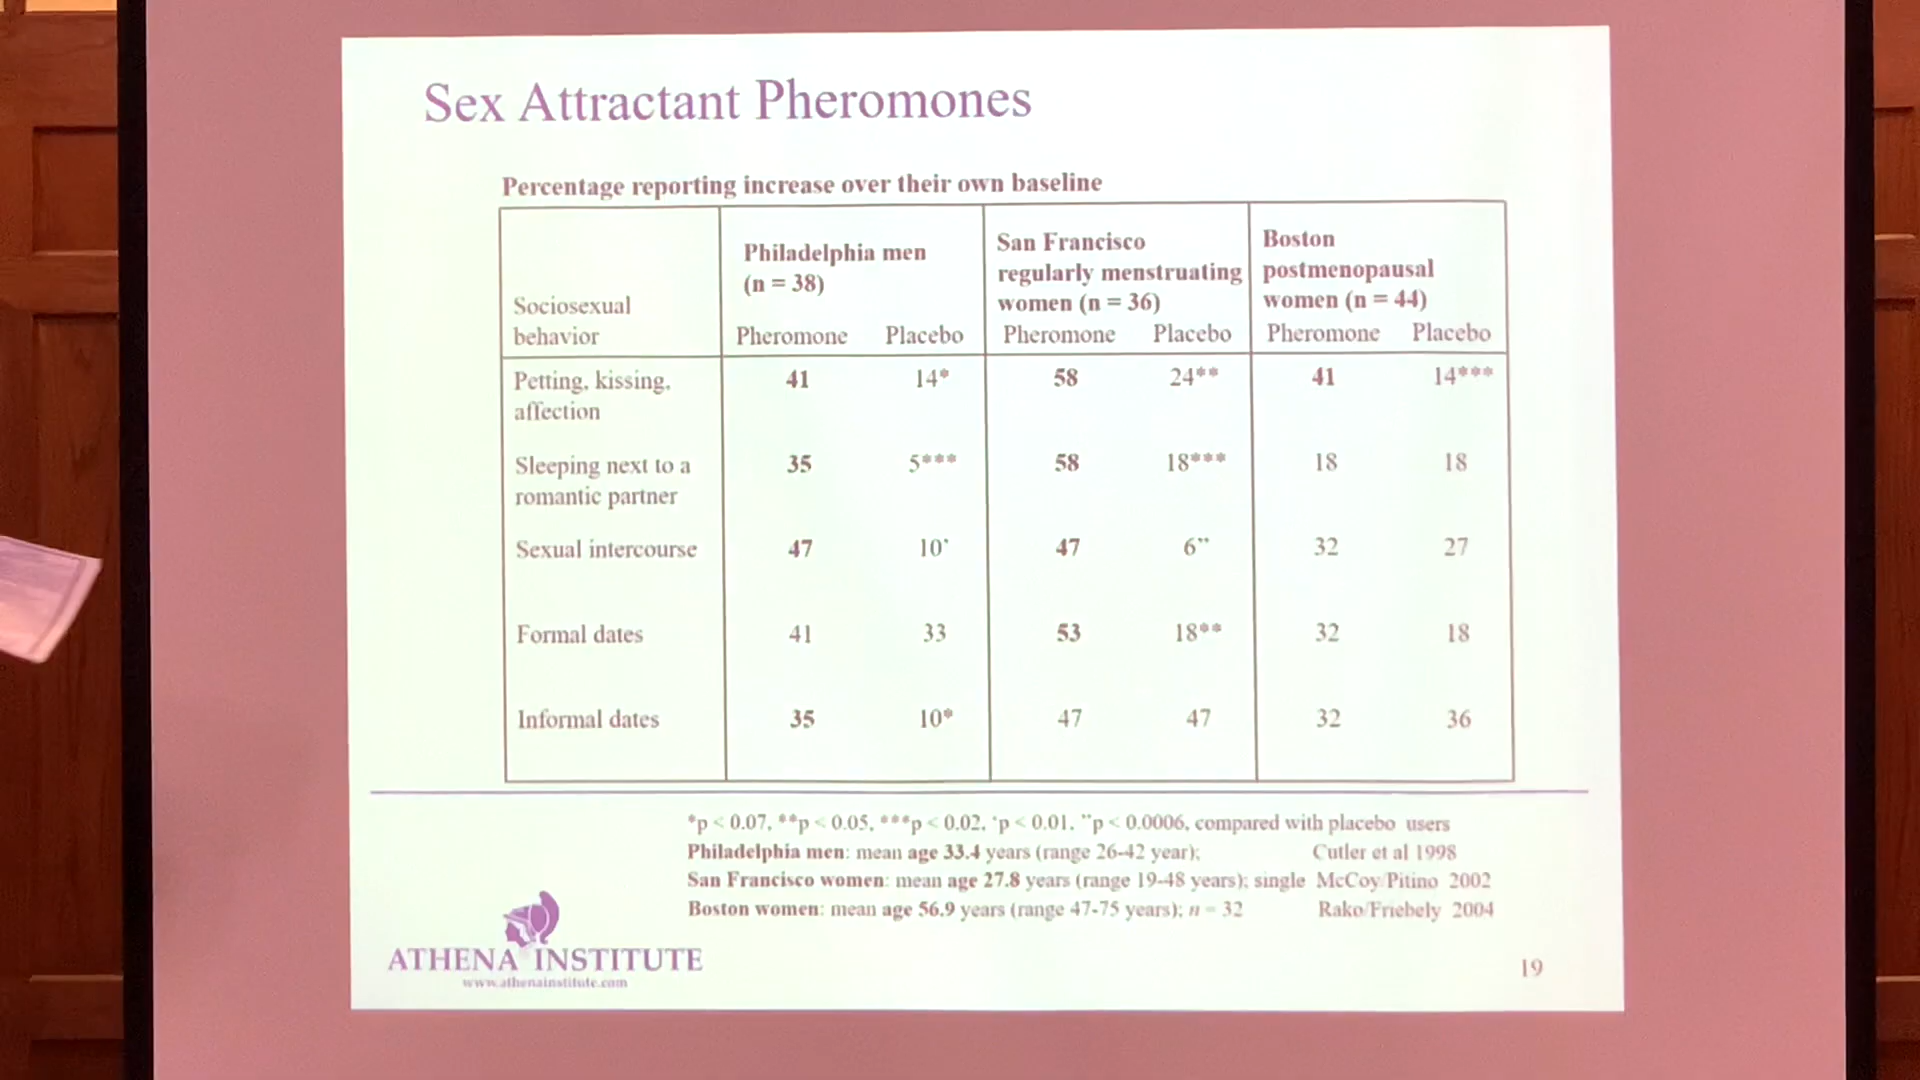 Sex Attractant Pheromones
Percentage reporting increase over their own baseline
Sociosexual behavior
Philadelphia men (n = 38)
San Francisco regularly menstruating women (n = 36)
Boston postmenopausal women (n = 44)
Pheromone Placebo Pheromone Placebo Pheromone Placebo
Petting, kissing, affection 41 14* 58 24** 41 14***
Sleeping next to a romantic partner 35 5*** 58 18*** 18 18
Sexual intercourse 47 10˙ 47 6˙˙ 32 27
Formal dates 41 33 53 18** 32 18
Informal dates 35 10* 47 47 32 36
*p < 0.07, **p < 0.05, ***p < 0.02, ˙p < 0.01, ˙˙p < 0.0006, compared with placebo users
Philadelphia men: mean age 33.4 years (range 26-42 year); Cutler et al 1998
San Francisco women: mean age 27.8 years (range 19-48 years); single McCoy/Pitino 2002
Boston women: mean age 56.9 years (range 47-75 years); n = 32 Rako/Friebely 2004
ATHENA INSTITUTE
www.athenainstitute.com
19